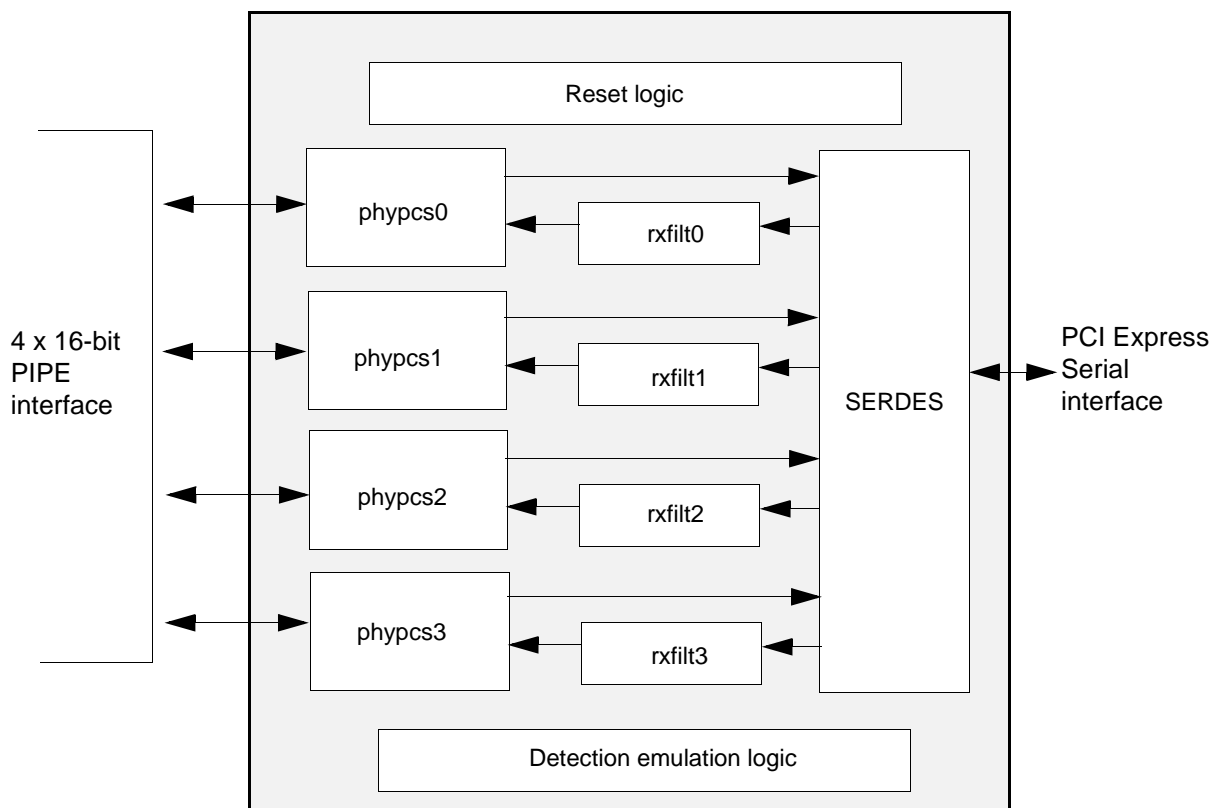 Reset logic
phypcs0
rxfilt0
4 x 16-bit
PIPE
interface
phypcs1
rxfilt1
SERDES
PCI Express
Serial
interface
phypcs2
rxfilt2
phypcs3
rxfilt3
Detection emulation logic